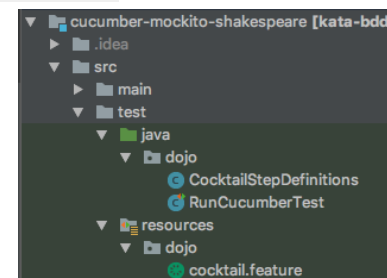 cucumber-mockito-shakespeare [kata-bdd
.idea
src
main
test
java
dojo
CocktailStepDefinitions
RunCucumberTest
resources
dojo
cocktail.feature